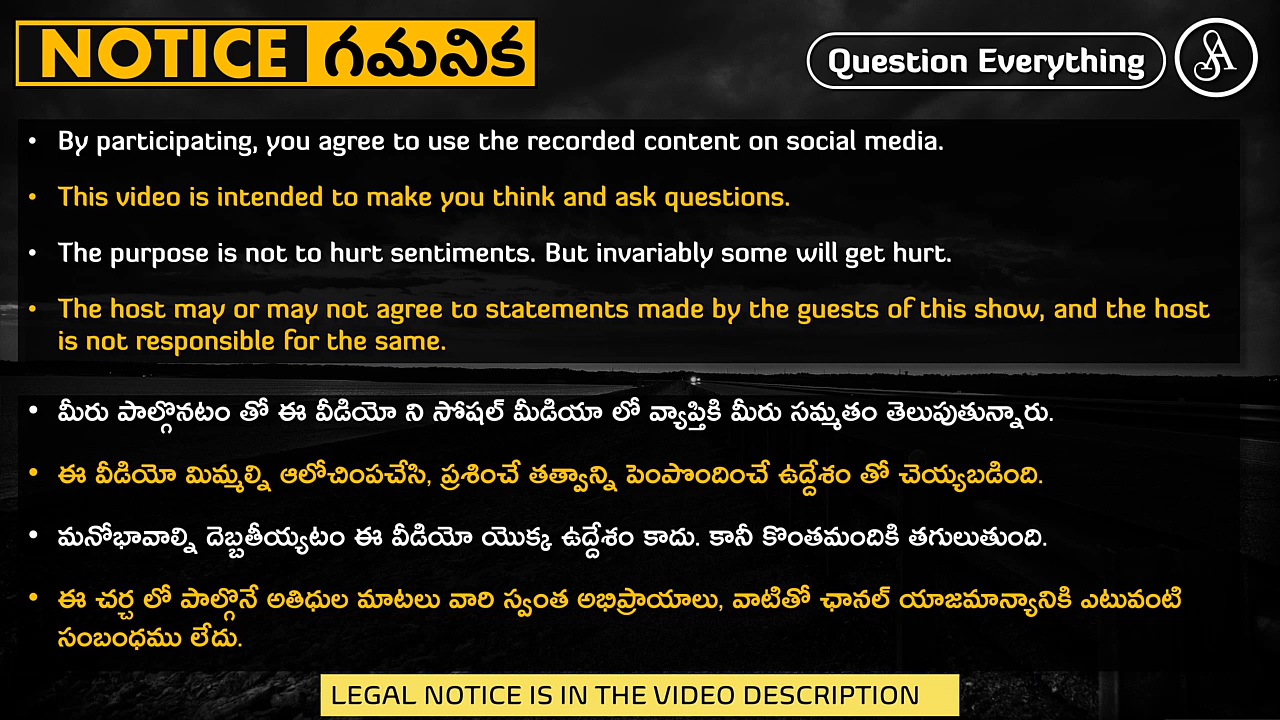 NOTICE గమనిక
Question Everything
• By participating, you agree to use the recorded content on social media.
• This video is intended to make you think and ask questions.
• The purpose is not to hurt sentiments. But invariably some will get hurt.
• The host may or may not agree to statements made by the guests of this show, and the host
is not responsible for the same.
• మీరు పాల్గొనటం తో ఈ వీడియో ని సోషల్ మీడియా లో వ్యాప్తికి మీరు సమ్మతం తెలుపుతున్నారు.
• ఈ వీడియో మిమ్మల్ని ఆలోచింపచేసి, ప్రశించే తత్వాన్ని పెంపొందించే ఉద్దేశం తో చెయ్యబడింది.
• మనోభావాల్ని దెబ్బతీయ్యటం ఈ వీడియో యొక్క ఉద్దేశం కాదు. కానీ కొంతమందికి తగులుతుంది.
• ఈ చర్చ లో పాల్గొనే అతిధుల మాటలు వారి స్వంత అభిప్రాయాలు, వాటితో ఛానల్ యాజమాన్యానికి ఎటువంటి
సంబంధము లేదు.
LEGAL NOTICE IS IN THE VIDEO DESCRIPTION